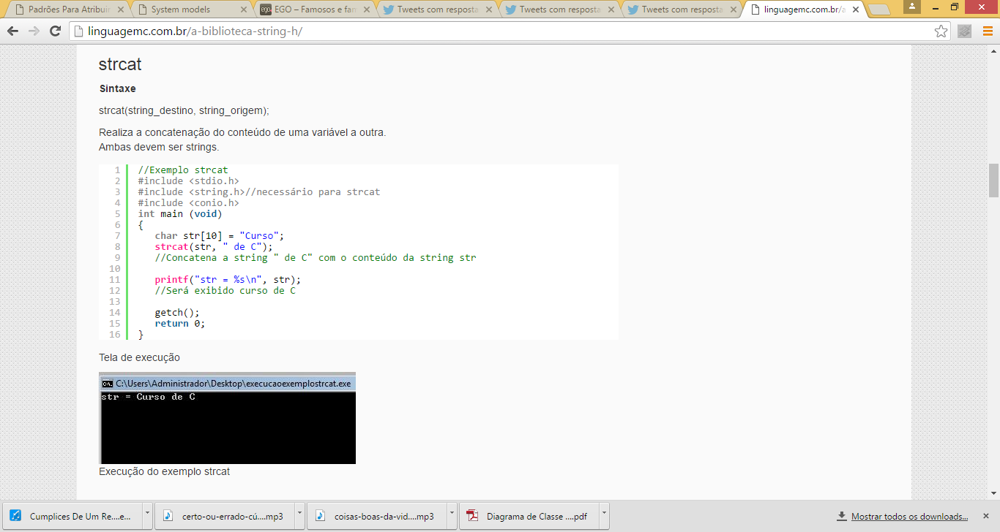 Padrões Para Atribuir
System models
EGO – Famosos e fam
Tweets com resposta
Tweets com resposta
Tweets com resposta
linguagemc.com.br/a
linguagemc.com.br/a-biblioteca-string-h/
strcat
Sintaxe
strcat(string_destino, string_origem);
Realiza a concatenação do conteúdo de uma variável a outra.
Ambas devem ser strings.
1 //Exemplo strcat
2 #include <stdio.h>
3 #include <string.h>//necessário para strcat
4 #include <conio.h>
5 int main (void)
6 {
7 char str[10] = "Curso";
8 strcat(str, " de C");
9 //Concatena a string " de C" com o conteúdo da string str
10
11 printf("str = %s\n", str);
12 //Será exibido curso de C
13
14 getch();
15 return 0;
16 }
Tela de execução
C:\Users\Administrador\Desktop\execucaoexemplostrcat.exe
str = Curso de C
Execução do exemplo strcat
Cumplices De Um Re....e...
certo-ou-errado-cú....mp3
coisas-boas-da-vid....mp3
Diagrama de Classe ....pdf
Mostrar todos os downloads...